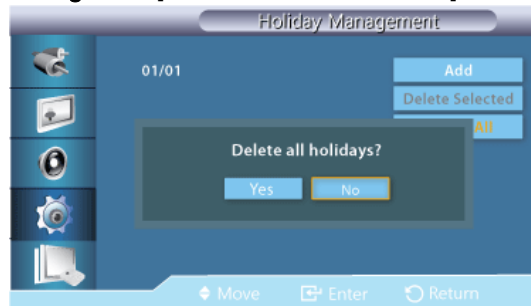 Holiday Management
01/01
Add
Delete Selected
All
Delete all holidays?
Yes
No
Move
Enter
Return